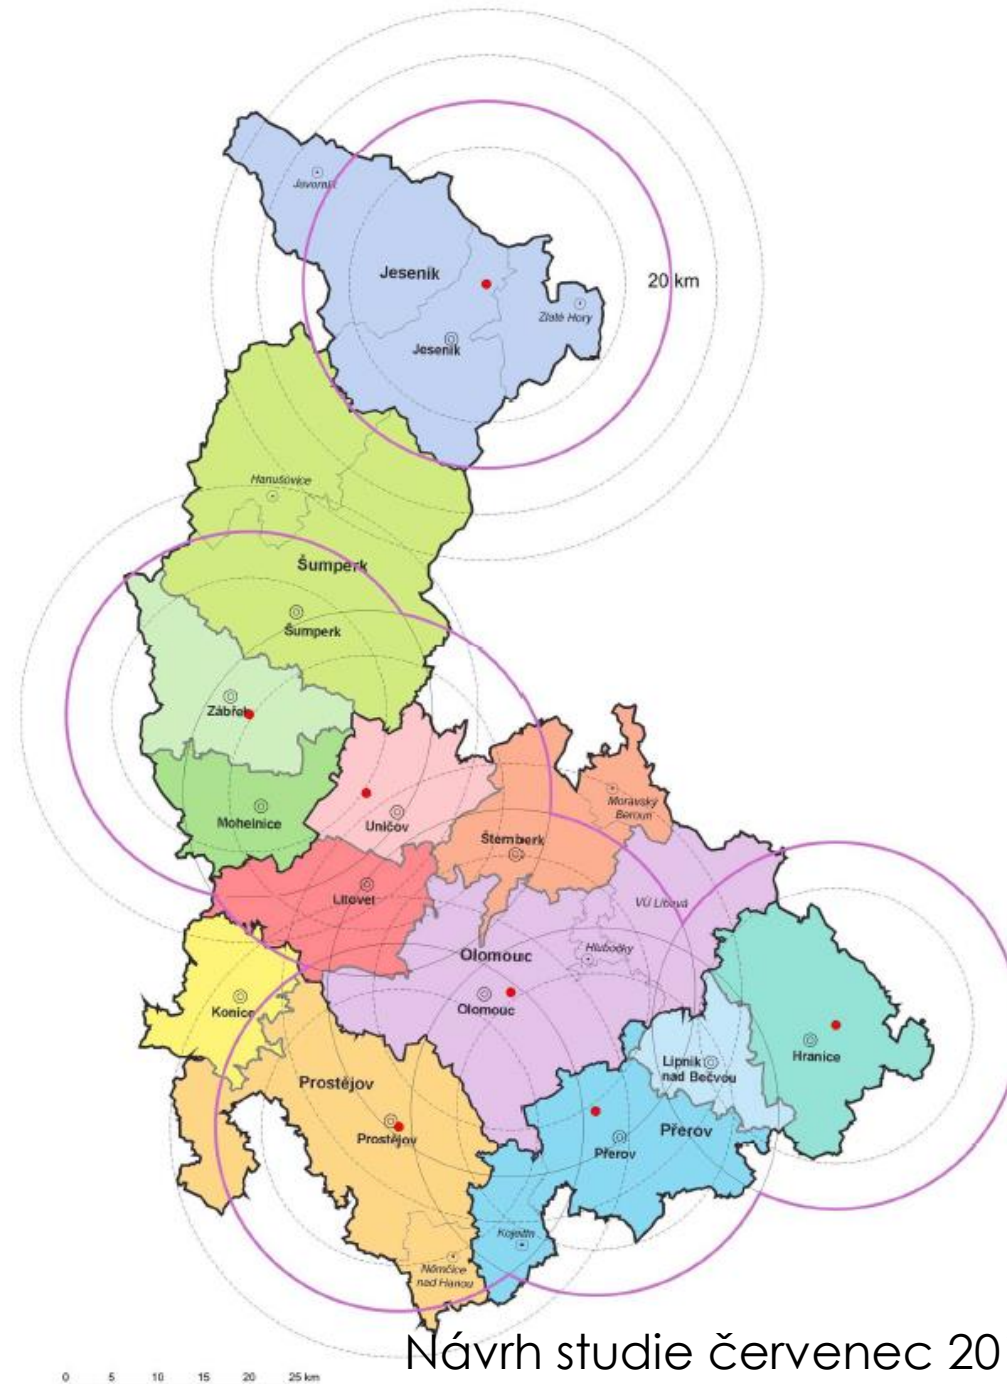 Javorník
Jeseník
20 km
Zlaté Hory
Jeseník
Hanušovice
Šumperk
Šumperk
Zábřeh
Mohelnice
Uničov
Moravský
Beroun
Šternberk
Litovel
VÚ Libavá
Olomouc
Hlubočky
Konice
Olomouc
Hranice
Lipník
nad Bečvou
Prostějov
Prostějov
Přerov
Přerov
Kojetín
Němčice
nad Hanou
Návrh studie červenec 20
0 5 10 15 20 25 km